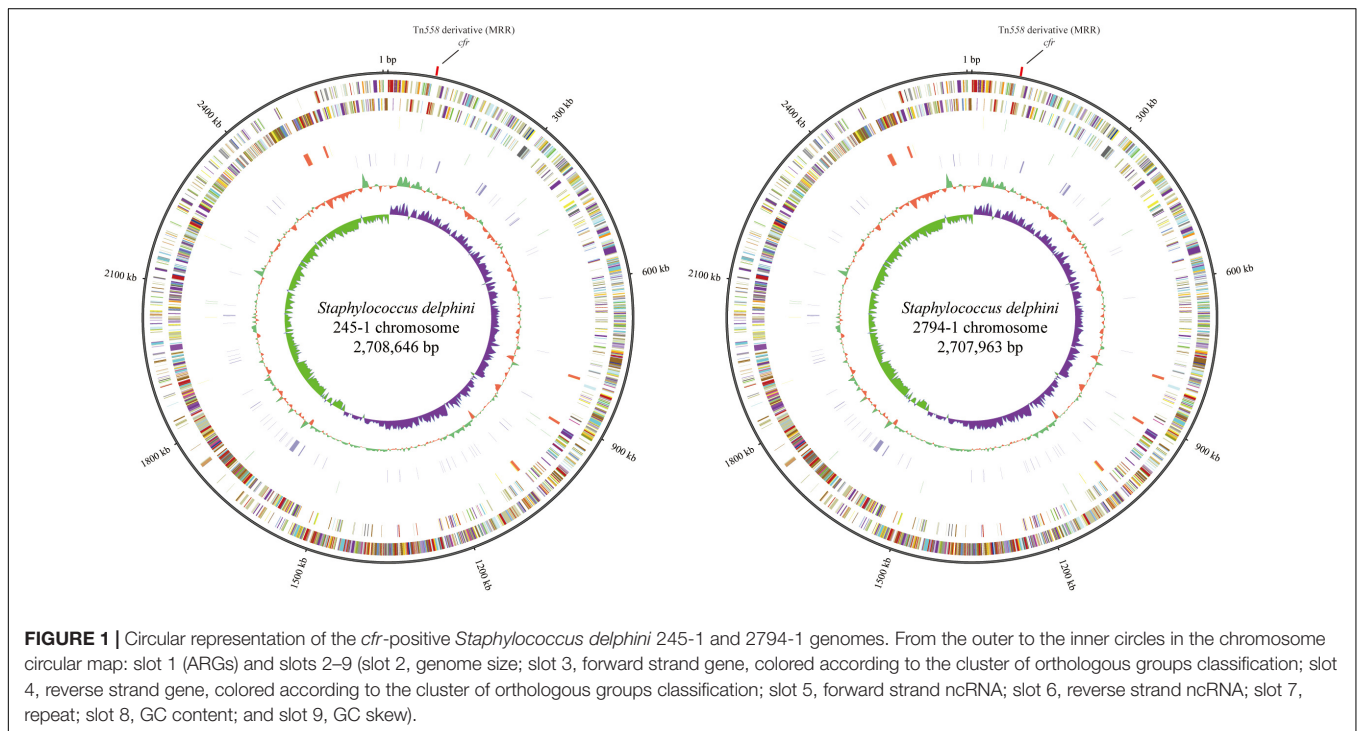 Tn558 derivative (MRR)
cfr
1 bp
300 kb
600 kb
900 kb
1200 kb
1500 kb
1800 kb
2100 kb
2400 kb
Staphylococcus delphini
245-1 chromosome
2,708,646 bp
Tn558 derivative (MRR)
cfr
1 bp
300 kb
600 kb
900 kb
1200 kb
1500 kb
1800 kb
2100 kb
2400 kb
Staphylococcus delphini
2794-1 chromosome
2,707,963 bp
FIGURE 1 | Circular representation of the cfr-positive Staphylococcus delphini 245-1 and 2794-1 genomes. From the outer to the inner circles in the chromosome
circular map: slot 1 (ARGs) and slots 2–9 (slot 2, genome size; slot 3, forward strand gene, colored according to the cluster of orthologous groups classification; slot
4, reverse strand gene, colored according to the cluster of orthologous groups classification; slot 5, forward strand ncRNA; slot 6, reverse strand ncRNA; slot 7,
repeat; slot 8, GC content; and slot 9, GC skew).